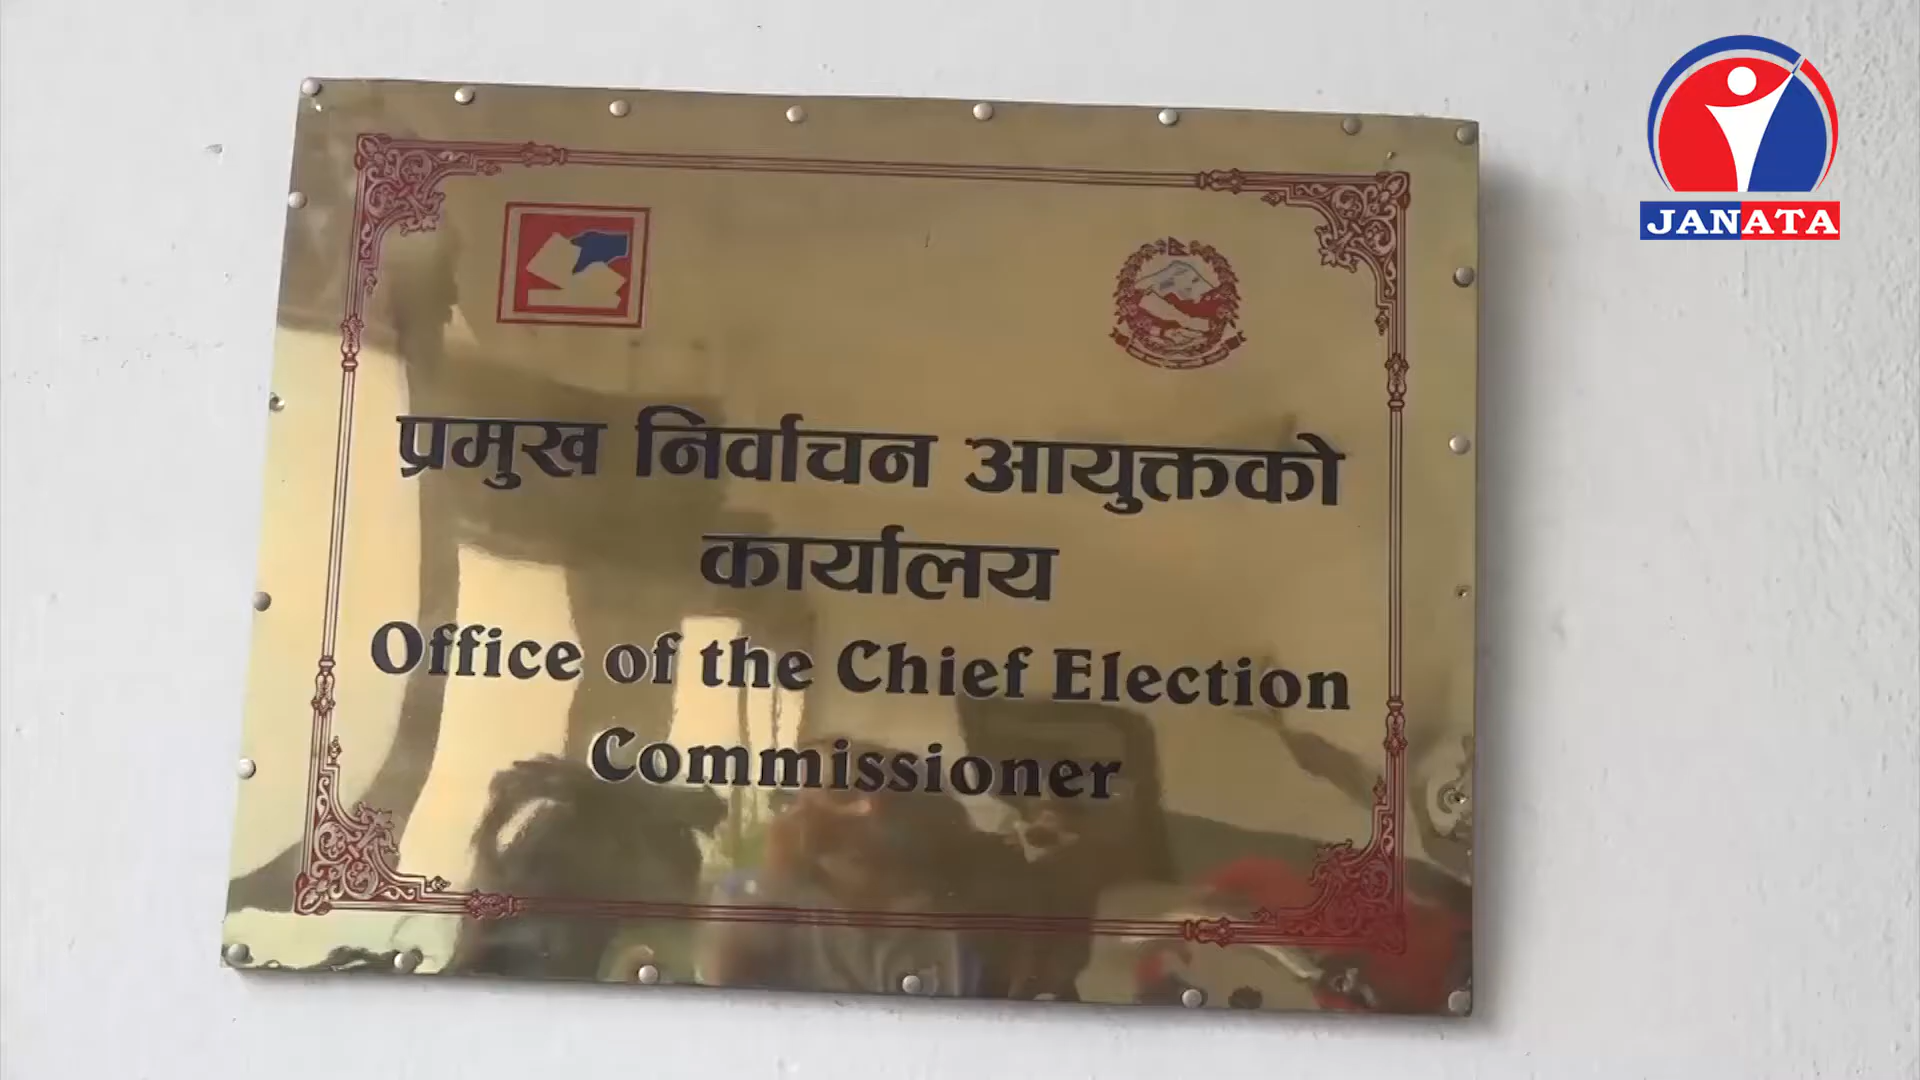 JANATA
प्रमुख निर्वाचन आयुक्तको
कार्यालय
Office of the Chief Election
Commissioner